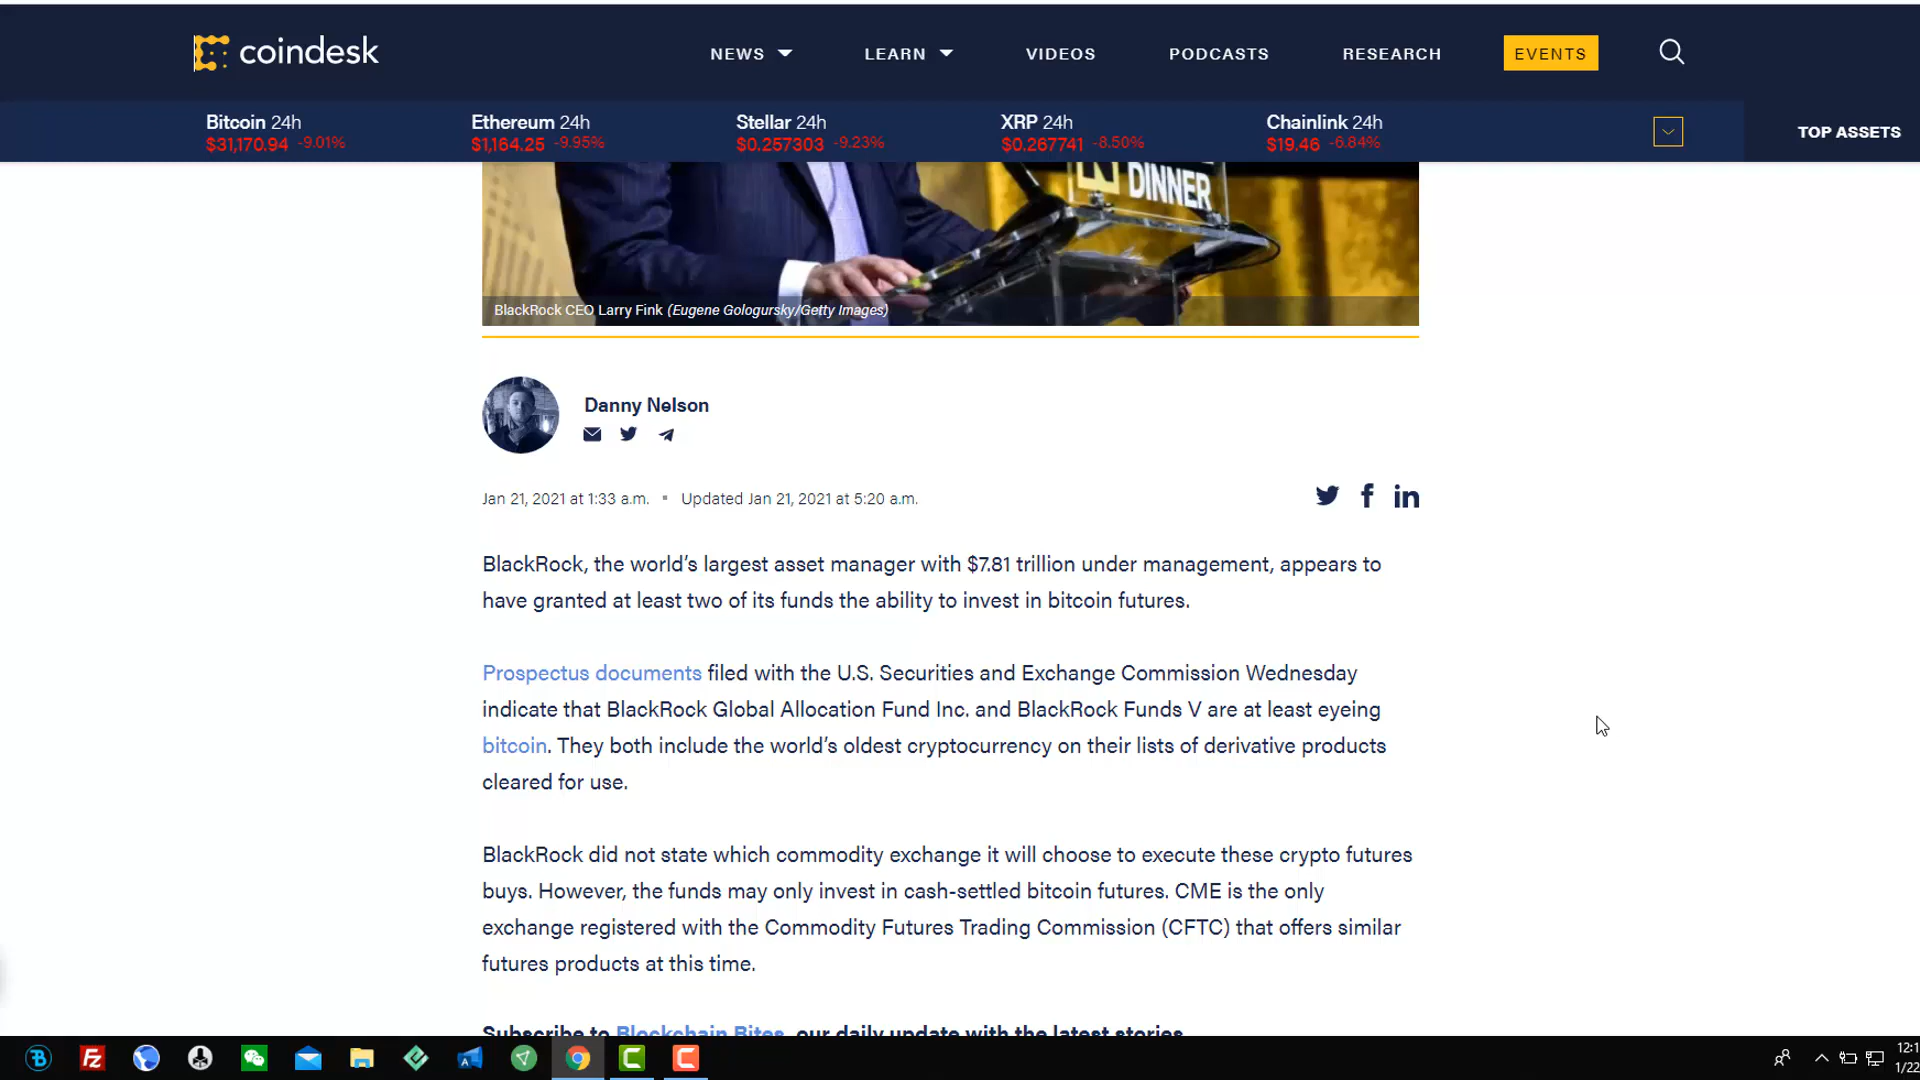 coindesk
NEWS
LEARN
VIDEOS
PODCASTS
RESEARCH
EVENTS
Bitcoin 24h
$31,170.94 -9.01%
Ethereum 24h
$1,164.25 -9.95%
Stellar 24h
$0.257303 -9.23%
XRP 24h
$0.267741 -8.50%
Chainlink 24h
$19.46 -6.84%
TOP ASSETS
DINNER
BlackRock CEO Larry Fink (Eugene Gologursky/Getty Images)
Danny Nelson
Jan 21, 2021 at 1:33 a.m. ▪ Updated Jan 21, 2021 at 5:20 a.m.
BlackRock, the world’s largest asset manager with $7.81 trillion under management, appears to
have granted at least two of its funds the ability to invest in bitcoin futures.
Prospectus documents filed with the U.S. Securities and Exchange Commission Wednesday
indicate that BlackRock Global Allocation Fund Inc. and BlackRock Funds V are at least eyeing
bitcoin. They both include the world’s oldest cryptocurrency on their lists of derivative products
cleared for use.
BlackRock did not state which commodity exchange it will choose to execute these crypto futures
buys. However, the funds may only invest in cash-settled bitcoin futures. CME is the only
exchange registered with the Commodity Futures Trading Commission (CFTC) that offers similar
futures products at this time.
Subscribe to Blockchain Bites, our daily update with the latest stories.
12:1
1/22